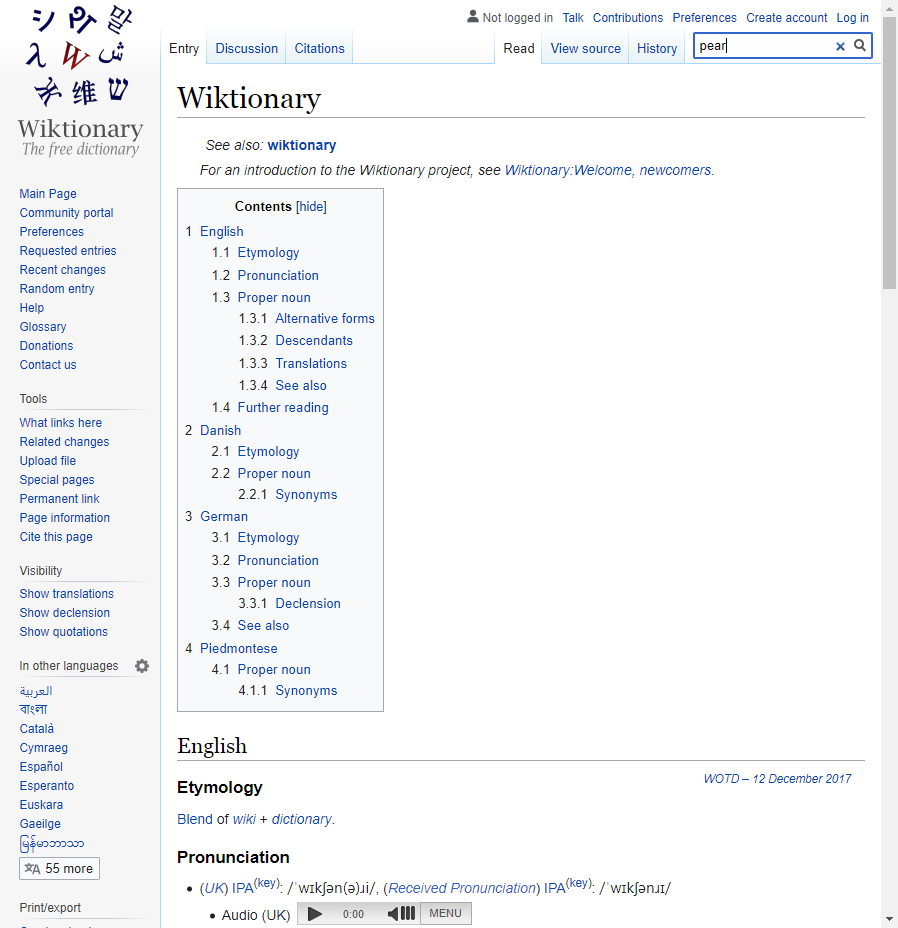 シ Þ 말
λ W ش
维 ש
Wiktionary
The free dictionary
Not logged in Talk Contributions Preferences Create account Log in
Entry Discussion Citations Read View source History pear
Wiktionary
See also: wiktionary
For an introduction to the Wiktionary project, see Wiktionary:Welcome, newcomers.
Main Page
Community portal
Preferences
Requested entries
Recent changes
Random entry
Help
Glossary
Donations
Contact us
Tools
What links here
Related changes
Upload file
Special pages
Permanent link
Page information
Cite this page
Visibility
Show translations
Show declension
Show quotations
In other languages
العربية
বাংলা
Català
Cymraeg
Español
Esperanto
Euskara
Gaeilge
မြန်မာဘာသာ
55 more
Print/export
Contents [hide]
1 English
1.1 Etymology
1.2 Pronunciation
1.3 Proper noun
1.3.1 Alternative forms
1.3.2 Descendants
1.3.3 Translations
1.3.4 See also
1.4 Further reading
2 Danish
2.1 Etymology
2.2 Proper noun
2.2.1 Synonyms
3 German
3.1 Etymology
3.2 Pronunciation
3.3 Proper noun
3.3.1 Declension
3.4 See also
4 Piedmontese
4.1 Proper noun
4.1.1 Synonyms
English
WOTD – 12 December 2017
Etymology
Blend of wiki + dictionary.
Pronunciation
• (UK) IPA(key): /ˈwɪkʃən(ə)ɹi/, (Received Pronunciation) IPA(key): /ˈwɪkʃənɹɪ/
• Audio (UK) 0:00 MENU